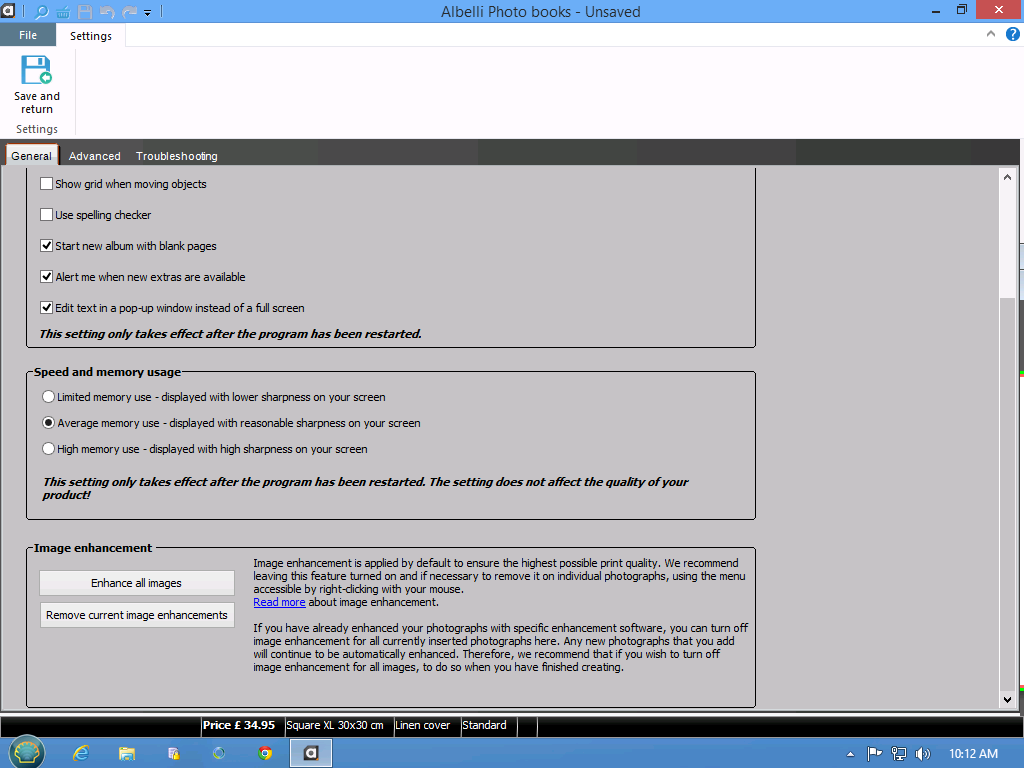 Albelli Photo books - Unsaved
File
Settings
Save and
return
Settings
General
Advanced
Troubleshooting
Show grid when moving objects
Use spelling checker
Start new album with blank pages
Alert me when new extras are available
Edit text in a pop-up window instead of a full screen
This setting only takes effect after the program has been restarted.
Speed and memory usage
Limited memory use - displayed with lower sharpness on your screen
Average memory use - displayed with reasonable sharpness on your screen
High memory use - displayed with high sharpness on your screen
This setting only takes effect after the program has been restarted. The setting does not affect the quality of your
product!
Image enhancement
Enhance all images
Remove current image enhancements
Image enhancement is applied by default to ensure the highest possible print quality. We recommend
leaving this feature turned on and if necessary to remove it on individual photographs, using the menu
accessible by right-clicking with your mouse.
Read more about image enhancement.
If you have already enhanced your photographs with specific enhancement software, you can turn off
image enhancement for all currently inserted photographs here. Any new photographs that you add
will continue to be automatically enhanced. Therefore, we recommend that if you wish to turn off
image enhancement for all images, to do so when you have finished creating.
Price £ 34.95
Square XL 30x30 cm
Linen cover
Standard
10:12 AM